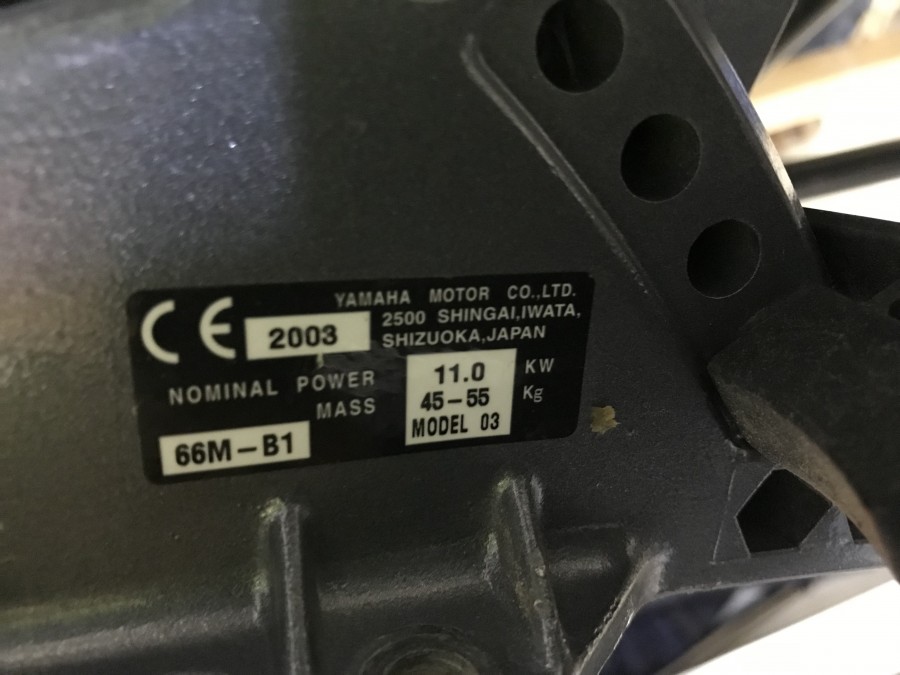 CE 2003
YAMAHA MOTOR CO.,LTD.
2500 SHINGAI,IWATA,
SHIZUOKA,JAPAN
NOMINAL POWER 11.0 KW
MASS 45-55 Kg
MODEL 03
66M-B1